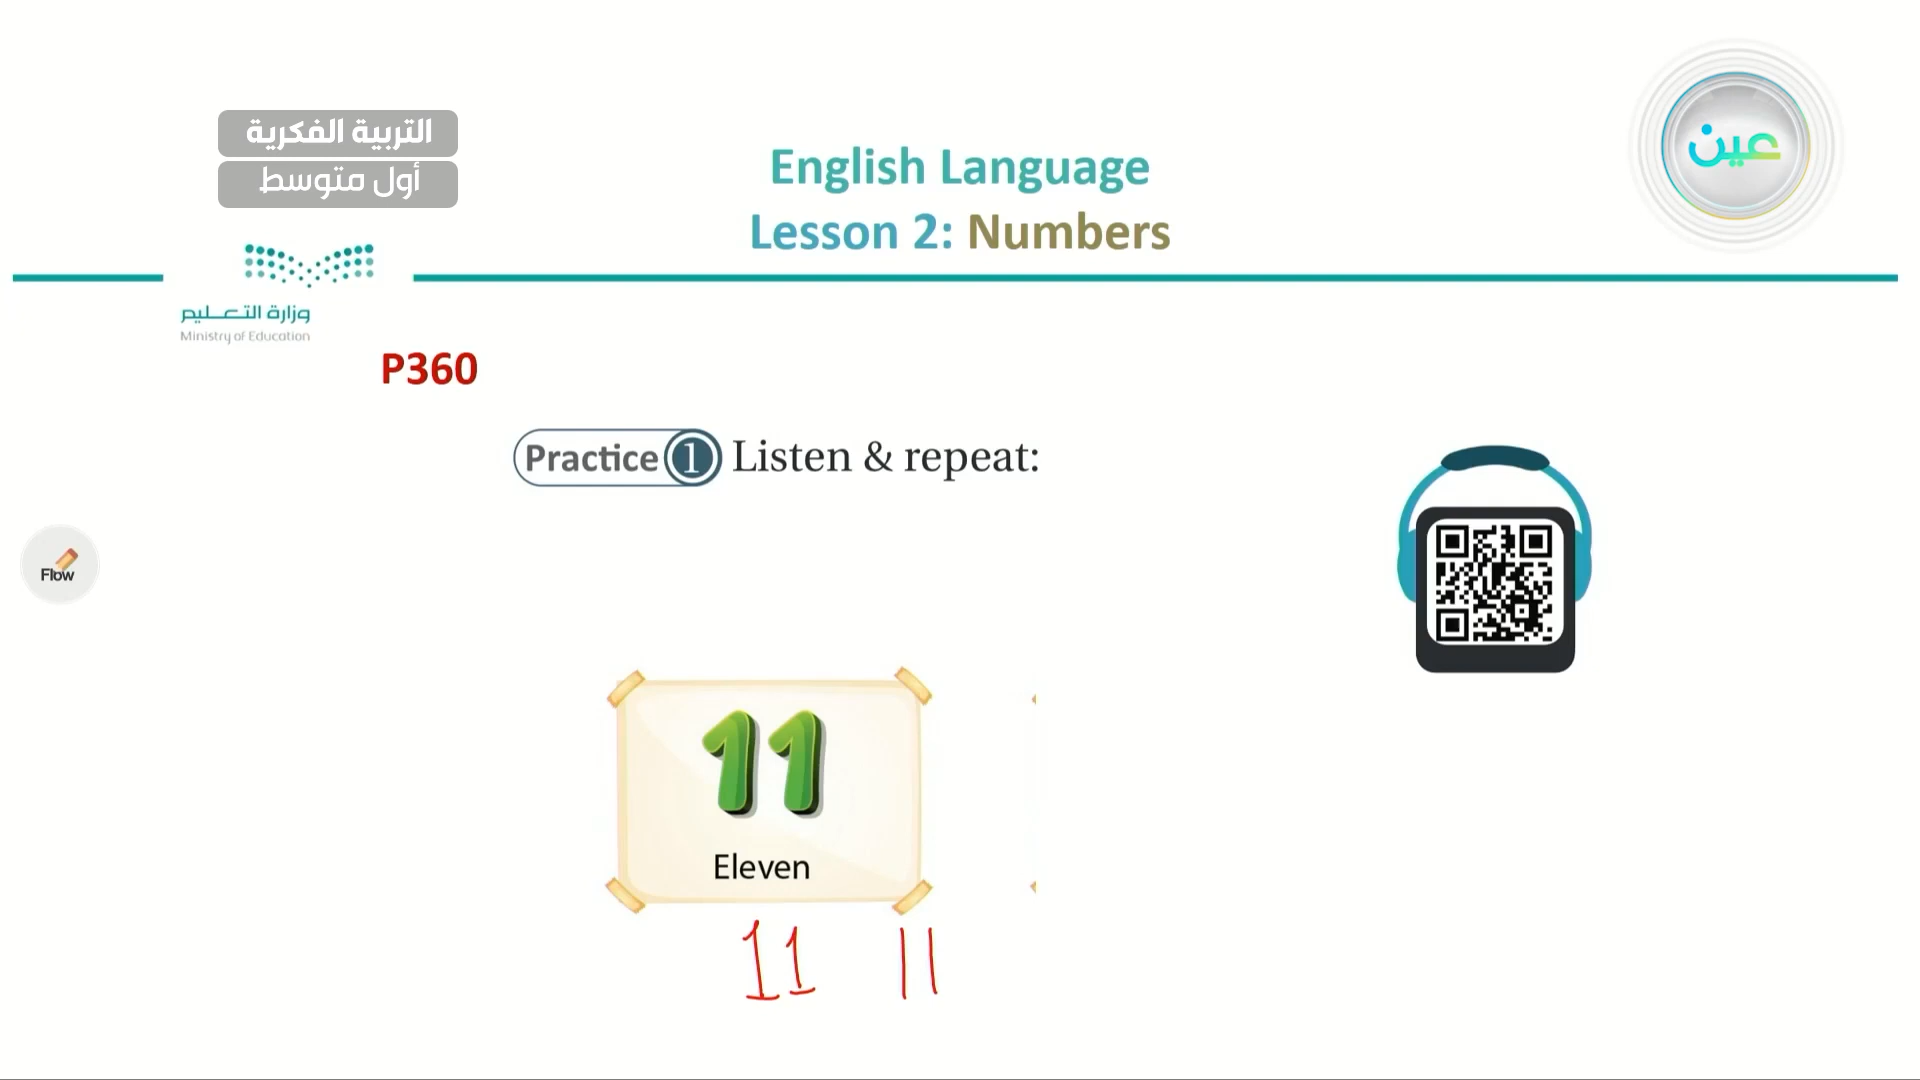 التربية الفكرية
أول متوسط
عين
English Language
Lesson 2: Numbers
وزارة التعليم
Ministry of Education
P360
Practice 1 Listen & repeat:
Flow
11
Eleven
11 11